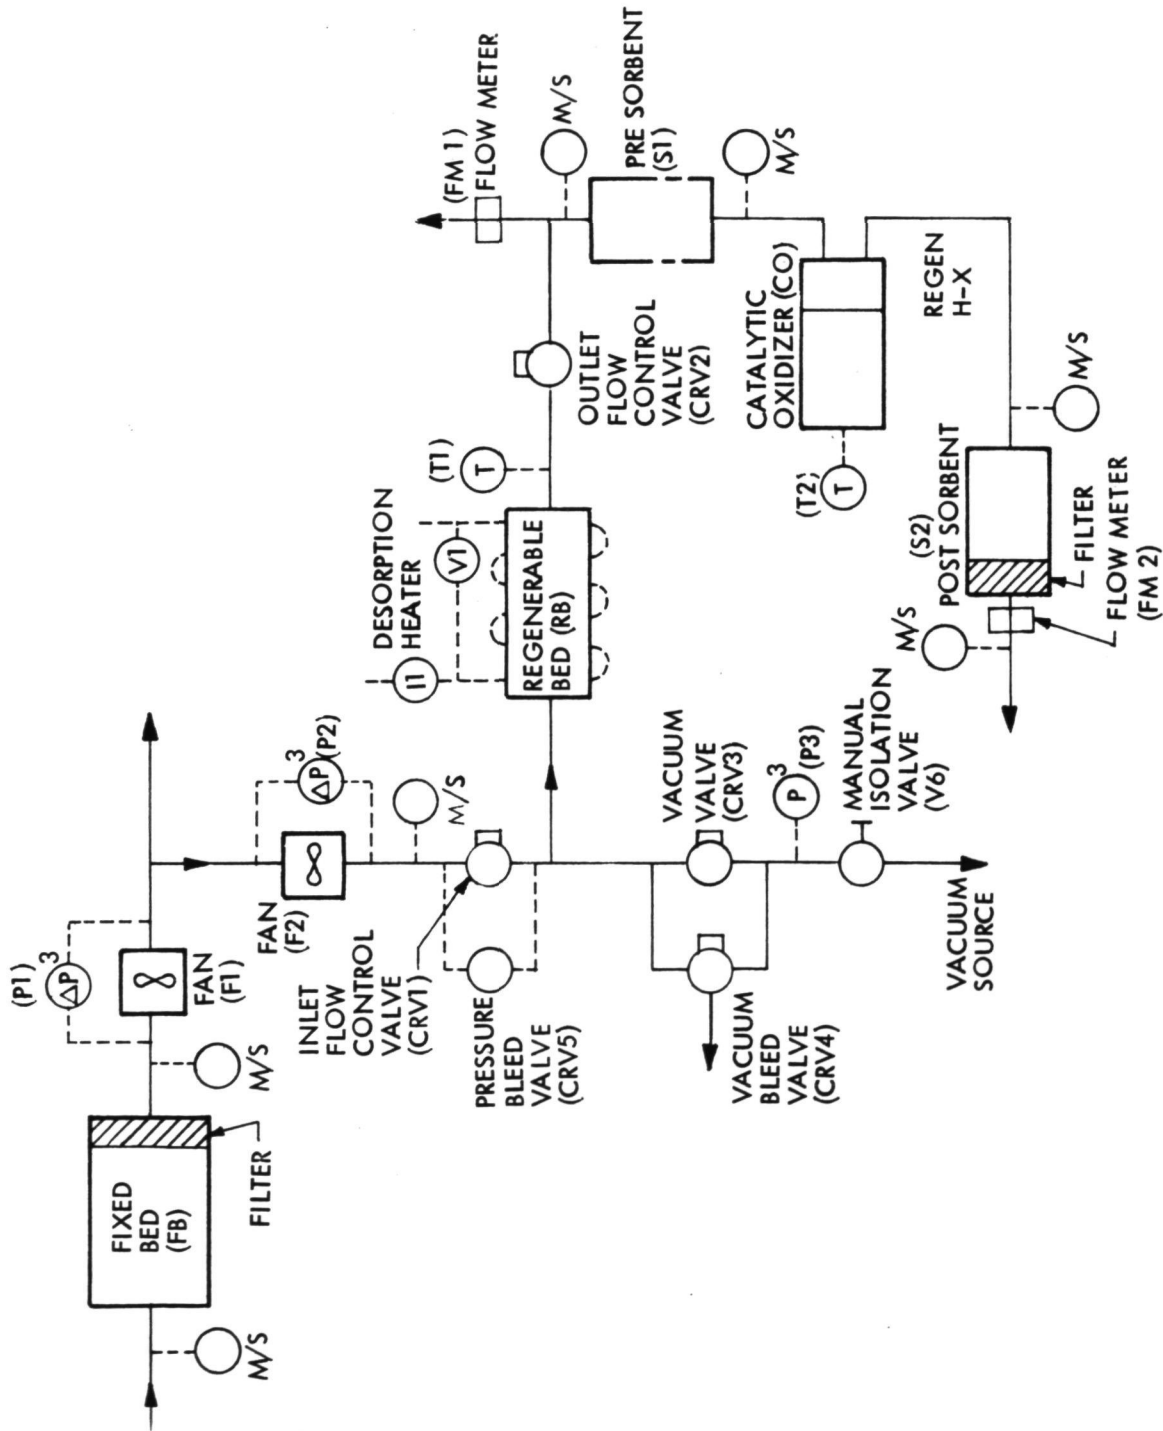 M/S
FIXED
BED
(FB)
FILTER
M/S
(P1)
ΔP
3
FAN
(F1)
FAN
(F2)
ΔP
3
(P2)
M/S
INLET
FLOW
CONTROL
VALVE
(CRV1)
PRESSURE
BLEED
VALVE
(CRV5)
VACUUM
BLEED
VALVE
(CRV4)
VACUUM
VALVE
(CRV3)
P
3
(P3)
MANUAL
ISOLATION
VALVE
(V6)
VACUUM
SOURCE
DESORPTION
HEATER
I1
V1
REGENERABLE
BED (RB)
(T1)
T
OUTLET
FLOW
CONTROL
VALVE
(CRV2)
(FM 1)
FLOW METER
M/S
PRE SORBENT
(S1)
M/S
CATALYTIC
OXIDIZER (CO)
(T2)
T
REGEN
H-X
M/S
(S2)
POST SORBENT
FILTER
FLOW METER
(FM 2)
M/S